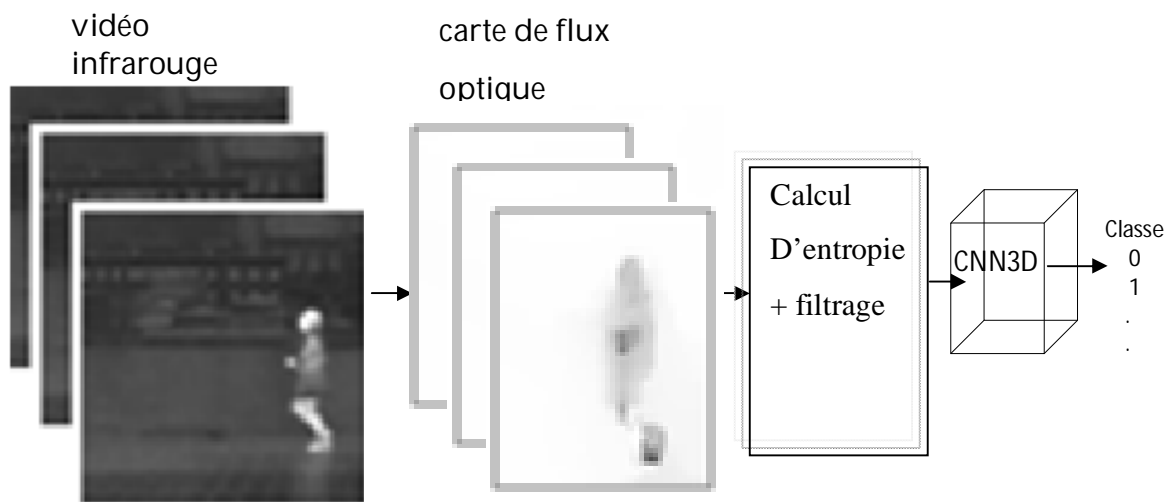 vidéo
infrarouge
carte de flux
optique
Calcul
D'entropie
+ filtrage
CNN3D
Classe
0
1
.
.